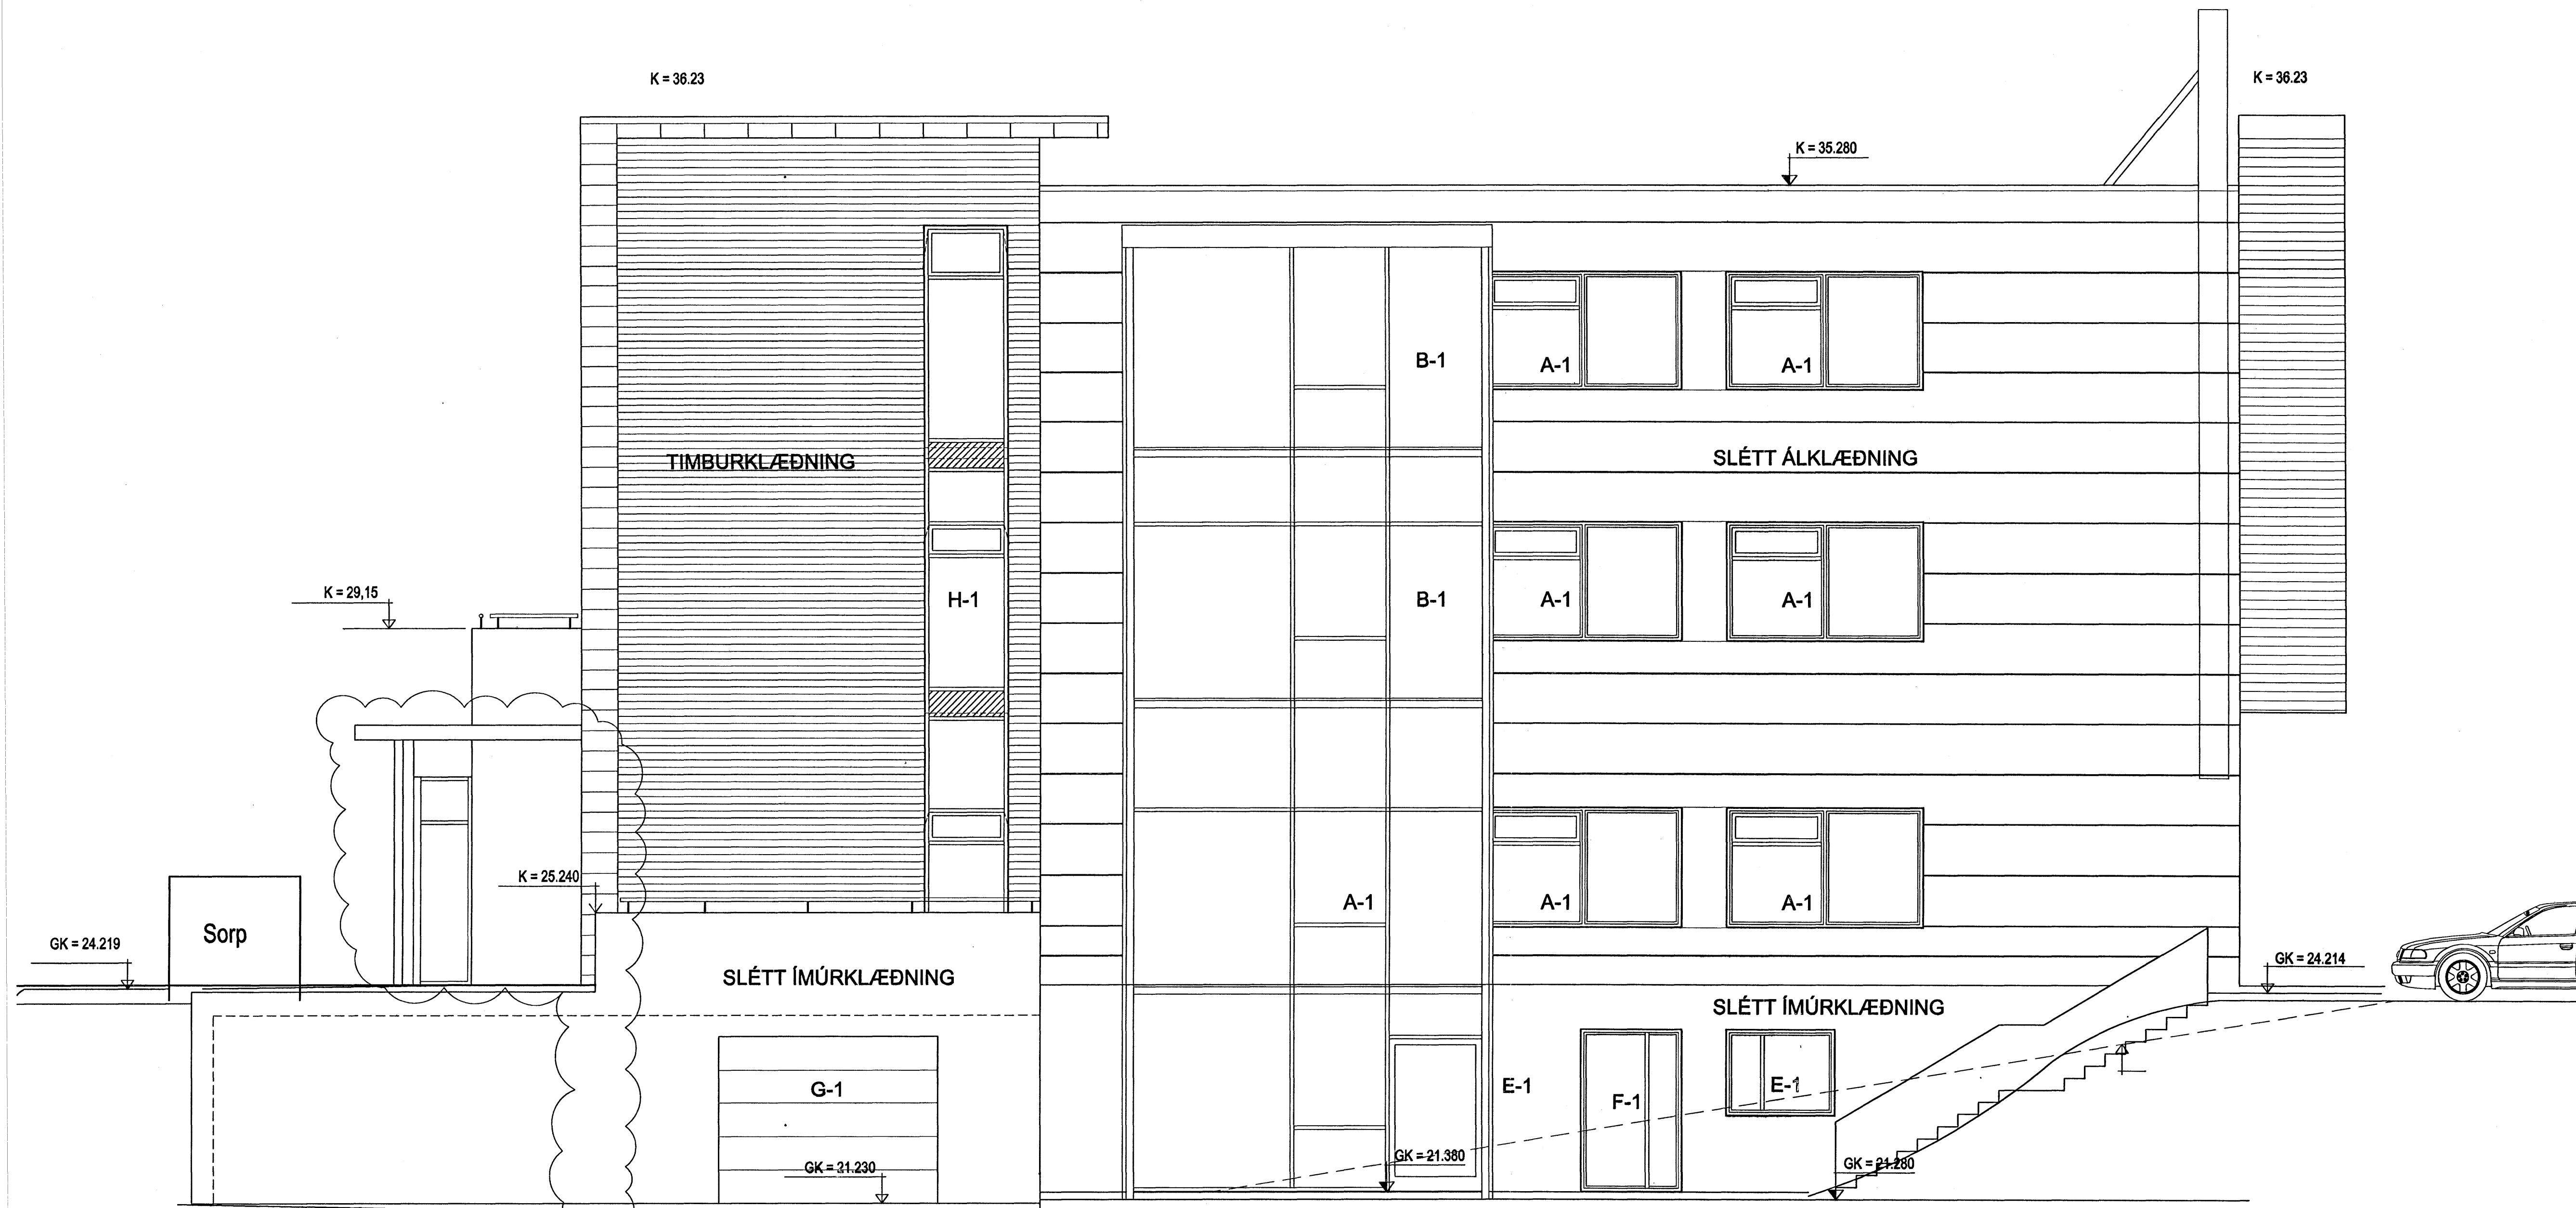 K = 36.23
K = 36.23
K = 35.280
B-1
A-1
A-1
TIMBURKLÆÐNING
SLÉTT ÁLKLÆÐNING
K = 29,15
H-1
B-1
A-1
A-1
K = 25.240
A-1
A-1
A-1
Sorp
GK = 24.219
GK = 24.214
SLÉTT ÍMÚRKLÆÐNING
SLÉTT ÍMÚRKLÆÐNING
G-1
E-1
F-1
E-1
GK = 21.230
GK = 21.380
GK = 21.280